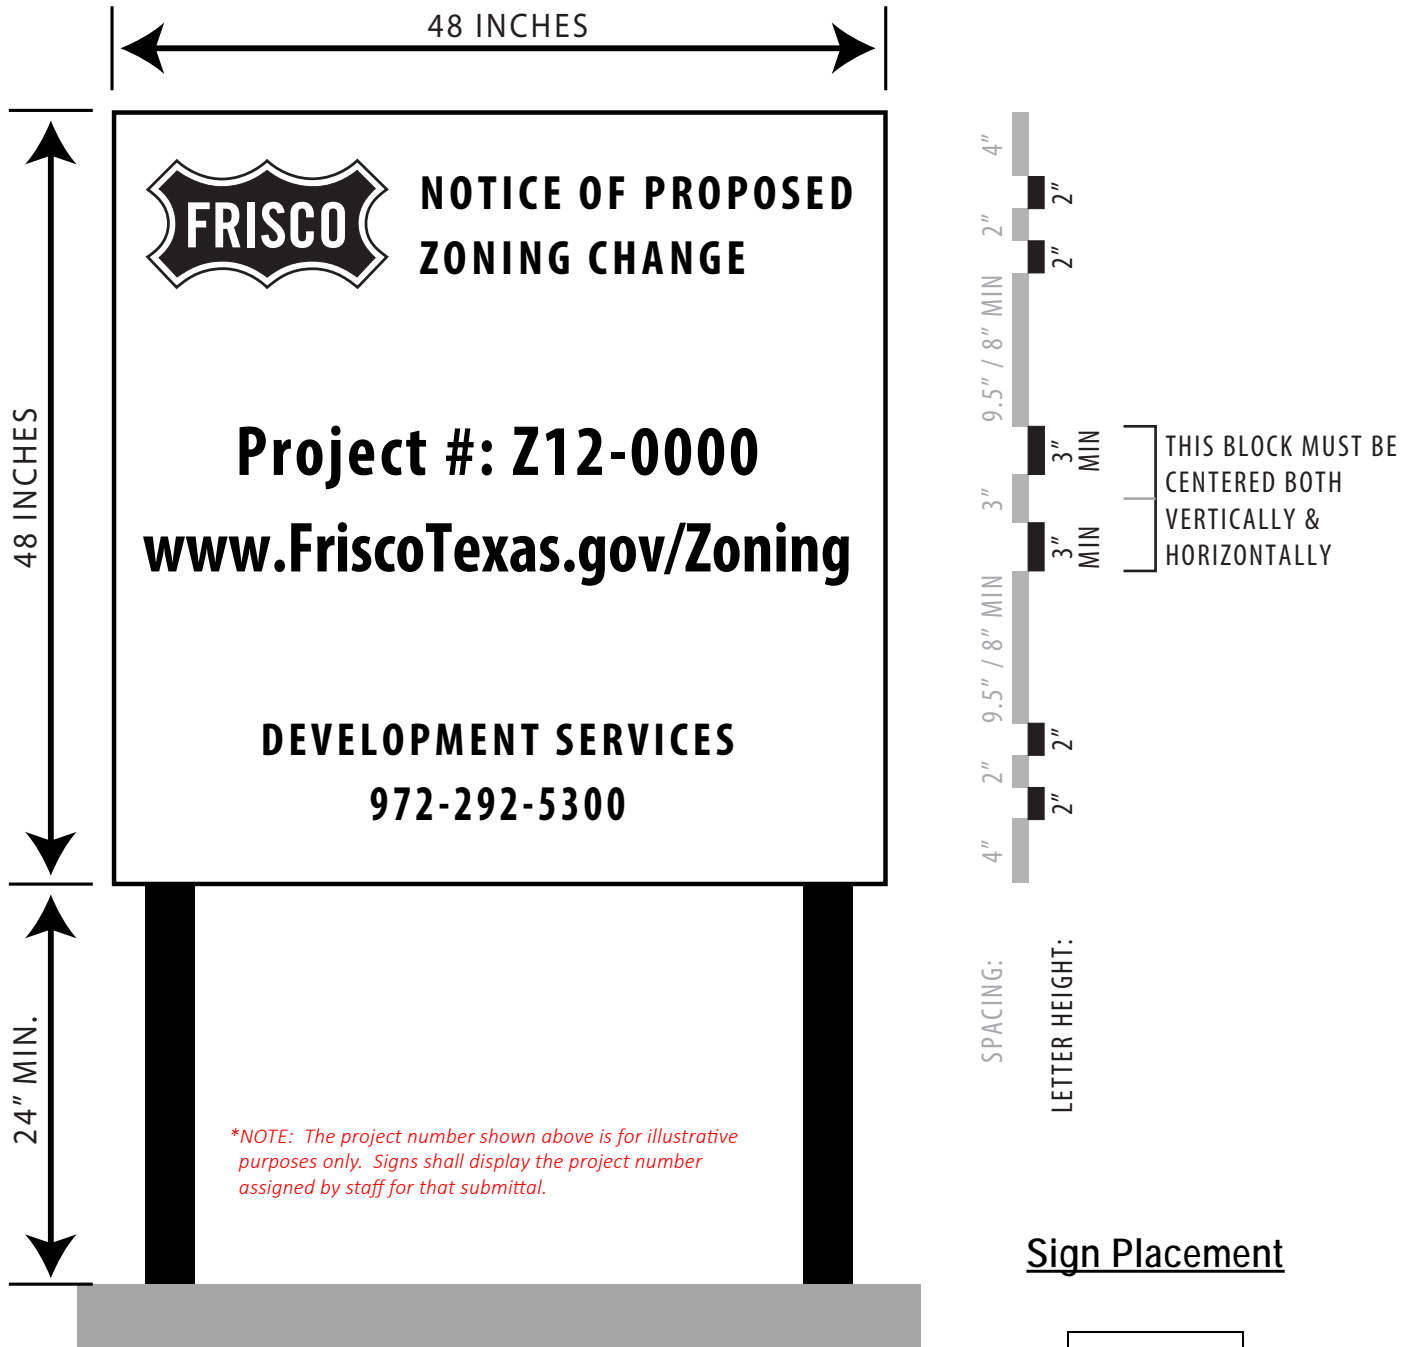 48 INCHES
48 INCHES
24" MIN.
FRISCO
NOTICE OF PROPOSED
ZONING CHANGE
Project #: Z12-0000
www.FriscoTexas.gov/Zoning
DEVELOPMENT SERVICES
972-292-5300
*NOTE: The project number shown above is for illustrative
purposes only. Signs shall display the project number
assigned by staff for that submittal.
4"
2"
2"
2"
9.5" / 8" MIN
3"
MIN
3"
3"
MIN
9.5" / 8" MIN
2"
2"
2"
4"
THIS BLOCK MUST BE
CENTERED BOTH
VERTICALLY &
HORIZONTALLY
SPACING:
LETTER HEIGHT:
Sign Placement